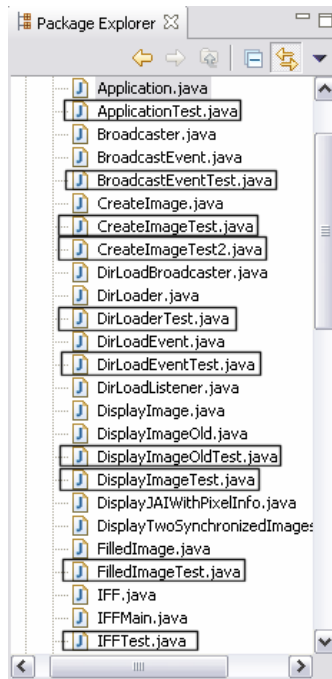 Package Explorer
Application.java
ApplicationTest.java
Broadcaster.java
BroadcastEvent.java
BroadcastEventTest.java
CreateImage.java
CreateImageTest.java
CreateImageTest2.java
DirLoadBroadcaster.java
DirLoader.java
DirLoaderTest.java
DirLoadEvent.java
DirLoadEventTest.java
DirLoadListener.java
DisplayImage.java
DisplayImageOld.java
DisplayImageOldTest.java
DisplayImageTest.java
DisplayJAIWithPixelInfo.java
DisplayTwoSynchronizedImages
FilledImage.java
FilledImageTest.java
IFF.java
IFFMain.java
IFFTest.java